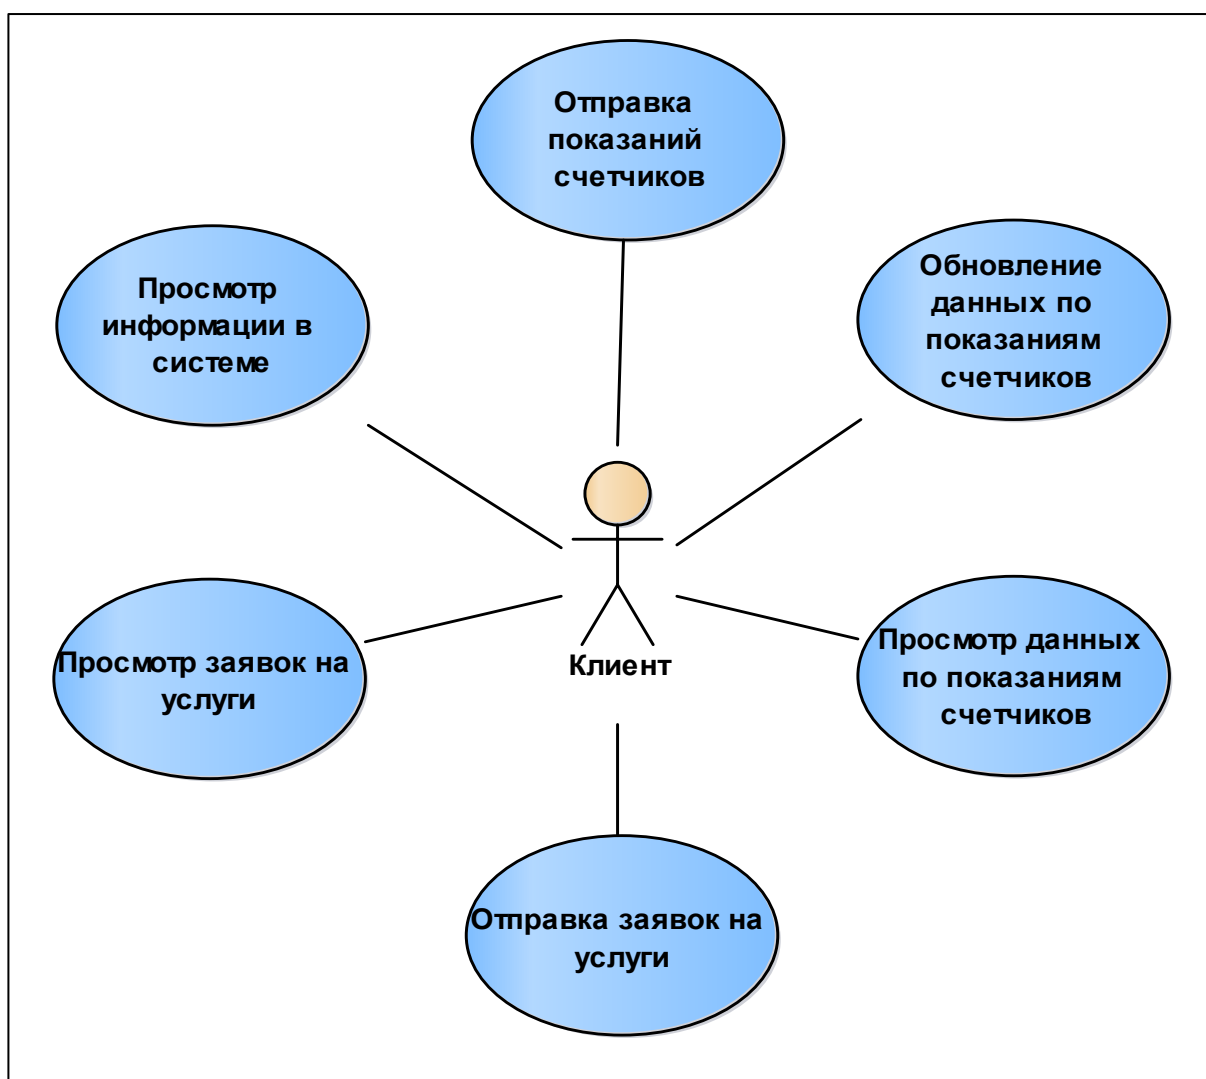 Отправка
показаний
счетчиков
Просмотр
информации в
системе
Обновление
данных по
показаниям
счетчиков
Просмотр заявок на
услуги
Клиент
Просмотр данных
по показаниям
счетчиков
Отправка заявок на
услуги